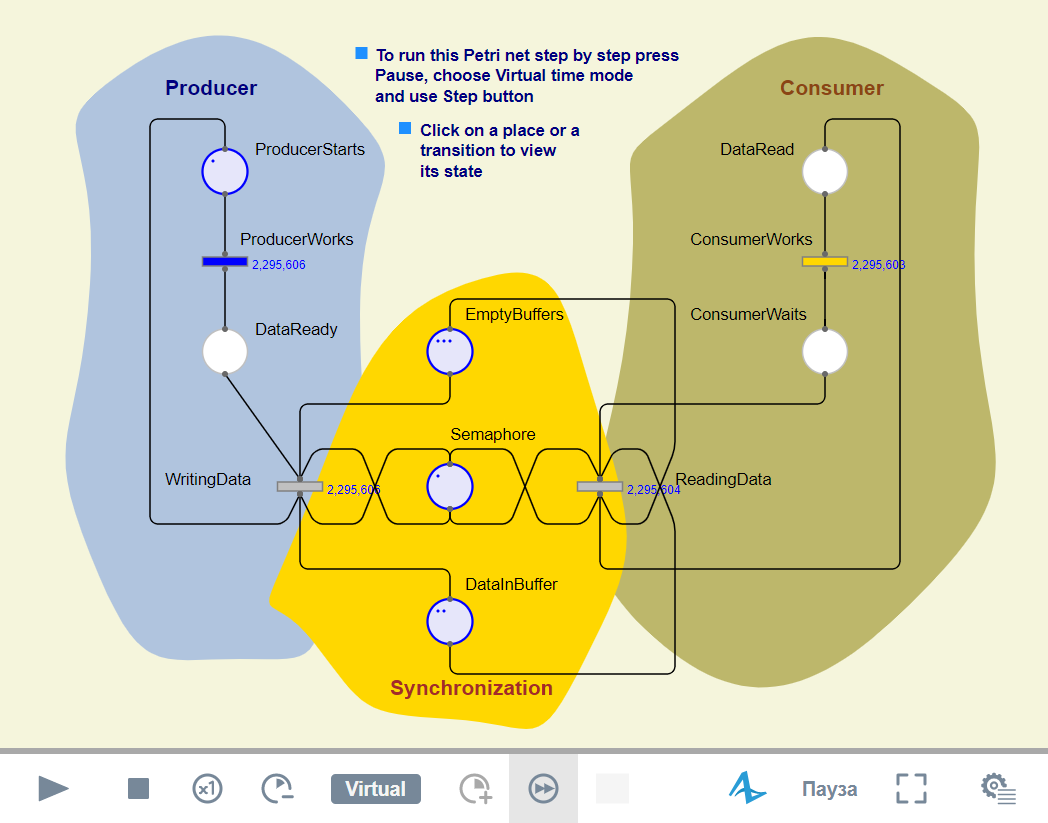 To run this Petri net step by step press
Pause, choose Virtual time mode
and use Step button
Click on a place or a
transition to view
its state
Producer
Consumer
ProducerStarts
DataRead
ProducerWorks
2,295,606
ConsumerWorks
2,295,603
DataReady
EmptyBuffers
ConsumerWaits
Semaphore
WritingData
2,295,606
2,295,604
ReadingData
DataInBuffer
Synchronization
x1
Virtual
Пауза